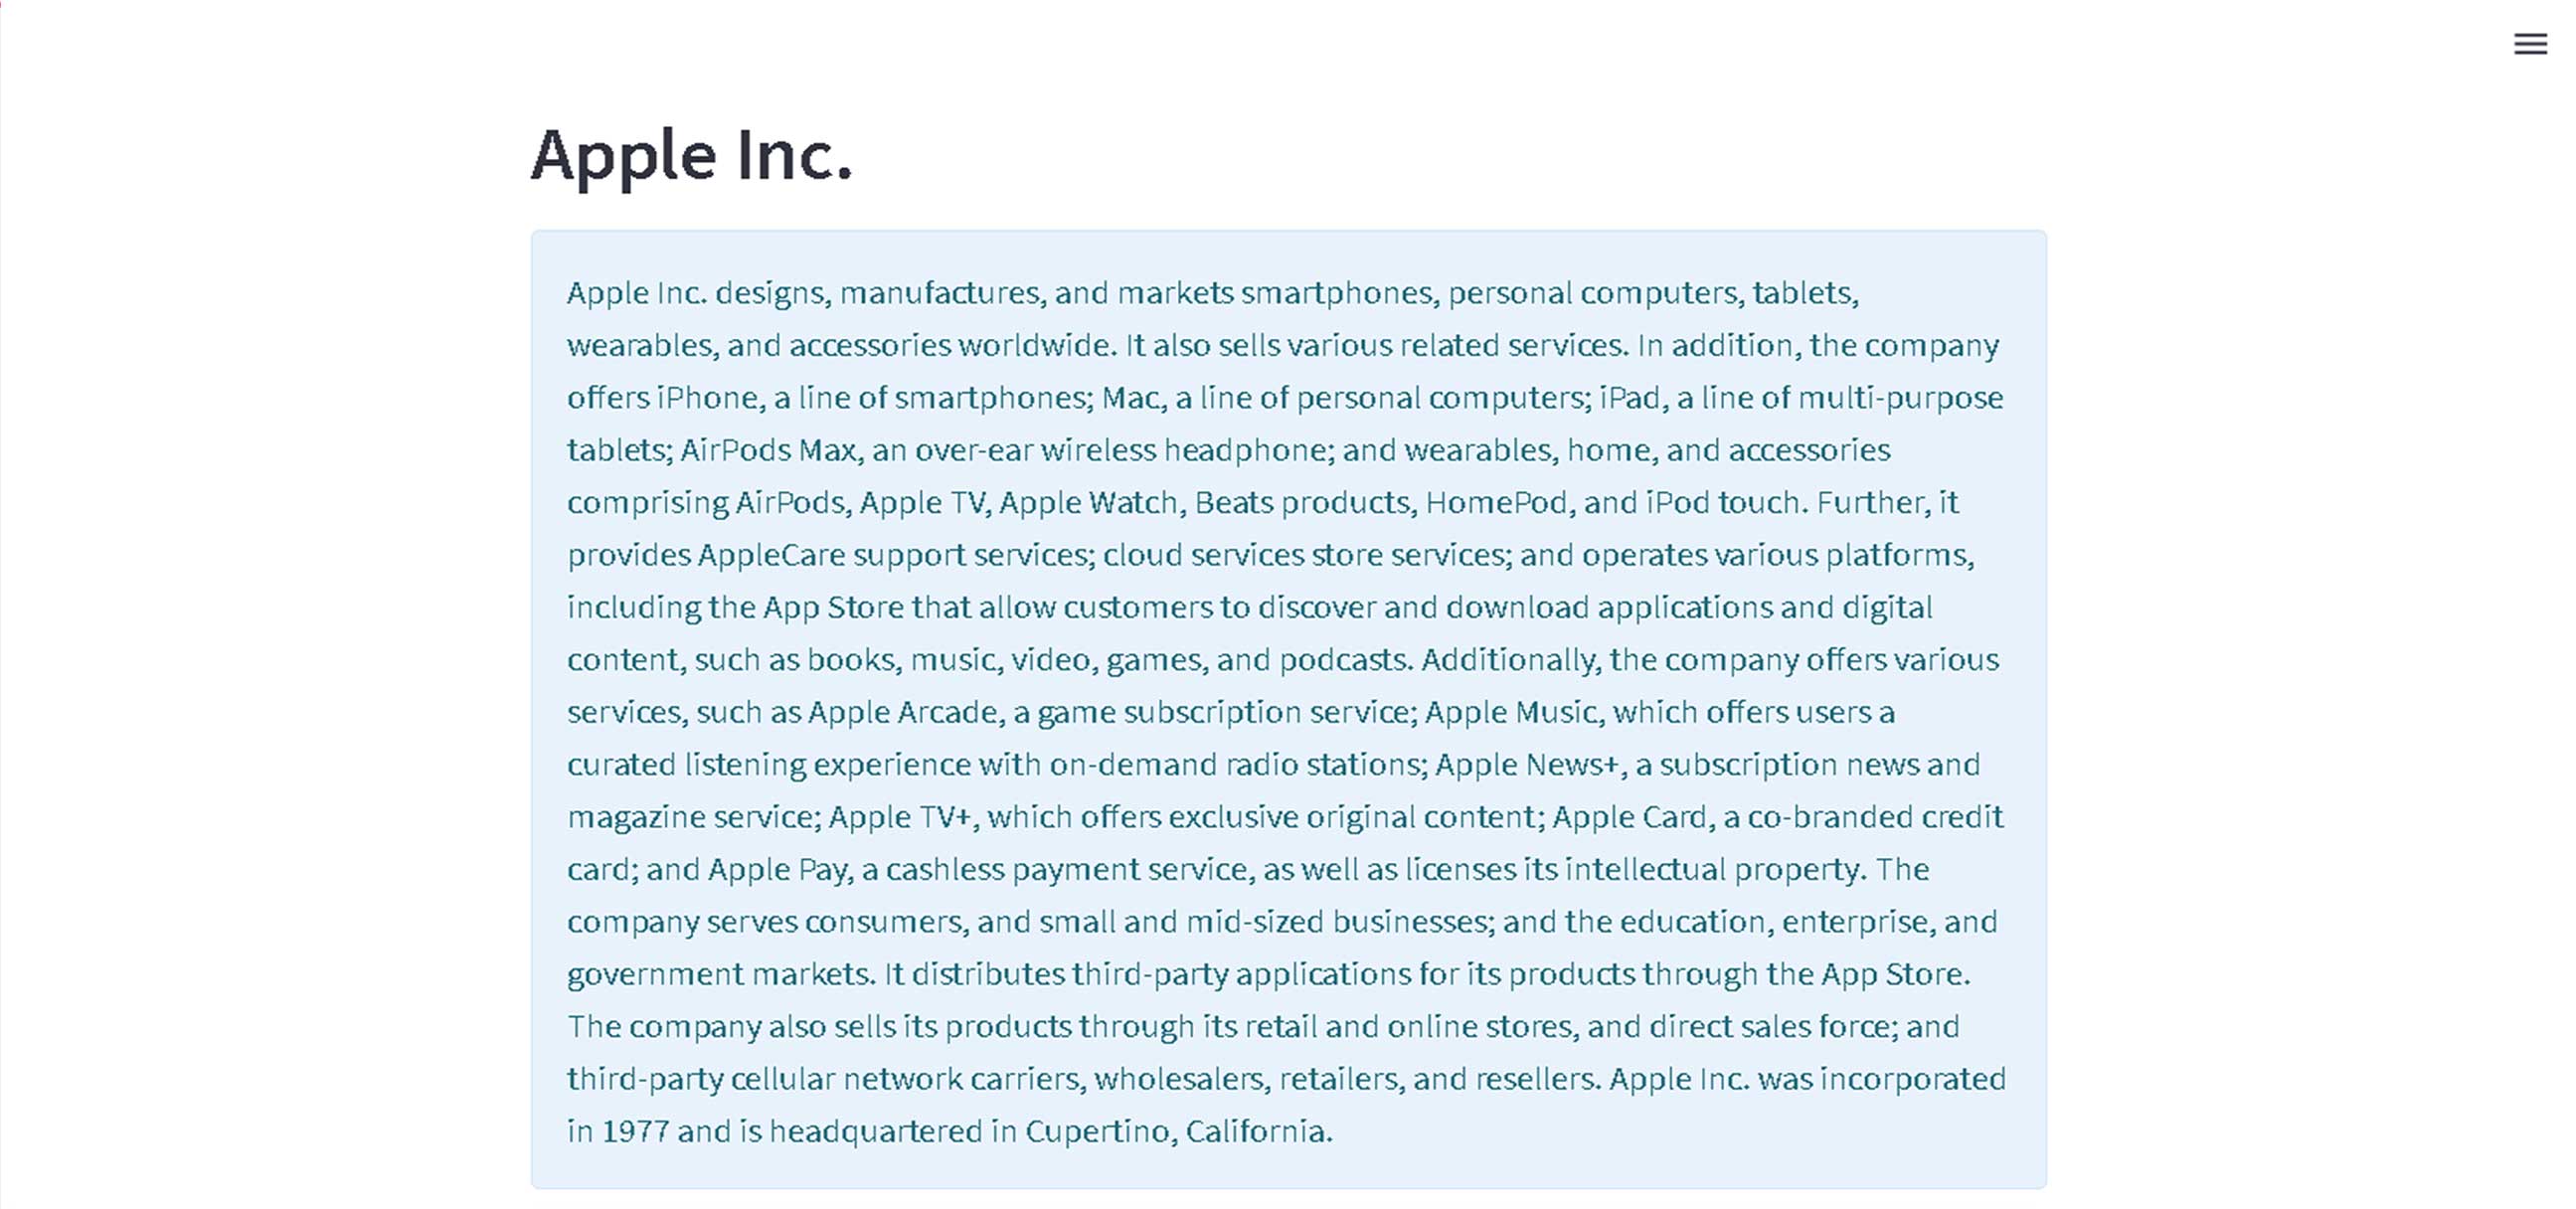 Apple Inc.
Apple Inc. designs, manufactures, and markets smartphones, personal computers, tablets,
wearables, and accessories worldwide. It also sells various related services. In addition, the company
offers iPhone, a line of smartphones; Mac, a line of personal computers; iPad, a line of multi-purpose
tablets; AirPods Max, an over-ear wireless headphone; and wearables, home, and accessories
comprising AirPods, Apple TV, Apple Watch, Beats products, HomePod, and iPod touch. Further, it
provides AppleCare support services; cloud services store services; and operates various platforms,
including the App Store that allow customers to discover and download applications and digital
content, such as books, music, video, games, and podcasts. Additionally, the company offers various
services, such as Apple Arcade, a game subscription service; Apple Music, which offers users a
curated listening experience with on-demand radio stations; Apple News+, a subscription news and
magazine service; Apple TV+, which offers exclusive original content; Apple Card, a co-branded credit
card; and Apple Pay, a cashless payment service, as well as licenses its intellectual property. The
company serves consumers, and small and mid-sized businesses; and the education, enterprise, and
government markets. It distributes third-party applications for its products through the App Store.
The company also sells its products through its retail and online stores, and direct sales force; and
third-party cellular network carriers, wholesalers, retailers, and resellers. Apple Inc. was incorporated
in 1977 and is headquartered in Cupertino, California.